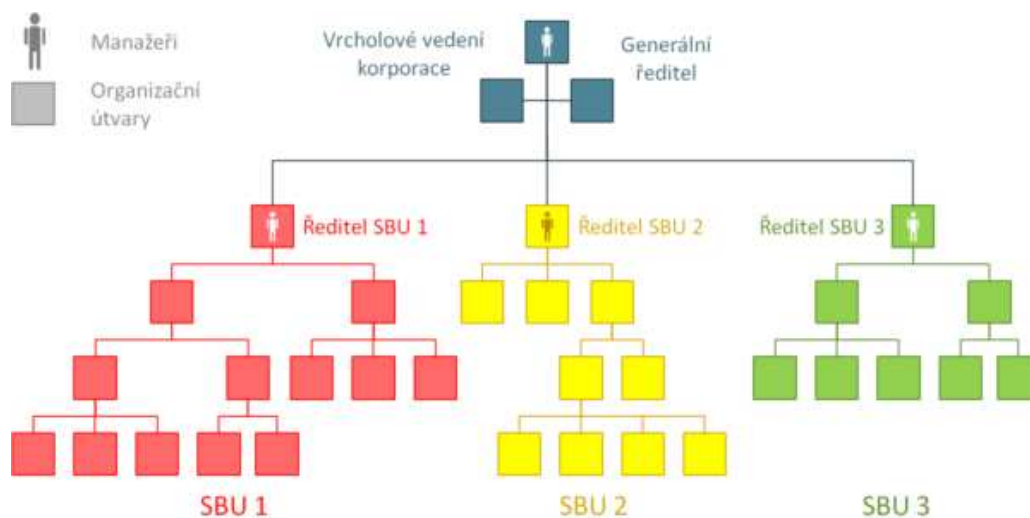 Manažeři
Organizační
útvary
Vrcholové vedení
korporace
Generální
ředitel
Ředitel SBU 1
Ředitel SBU 2
Ředitel SBU 3
SBU 1
SBU 2
SBU 3